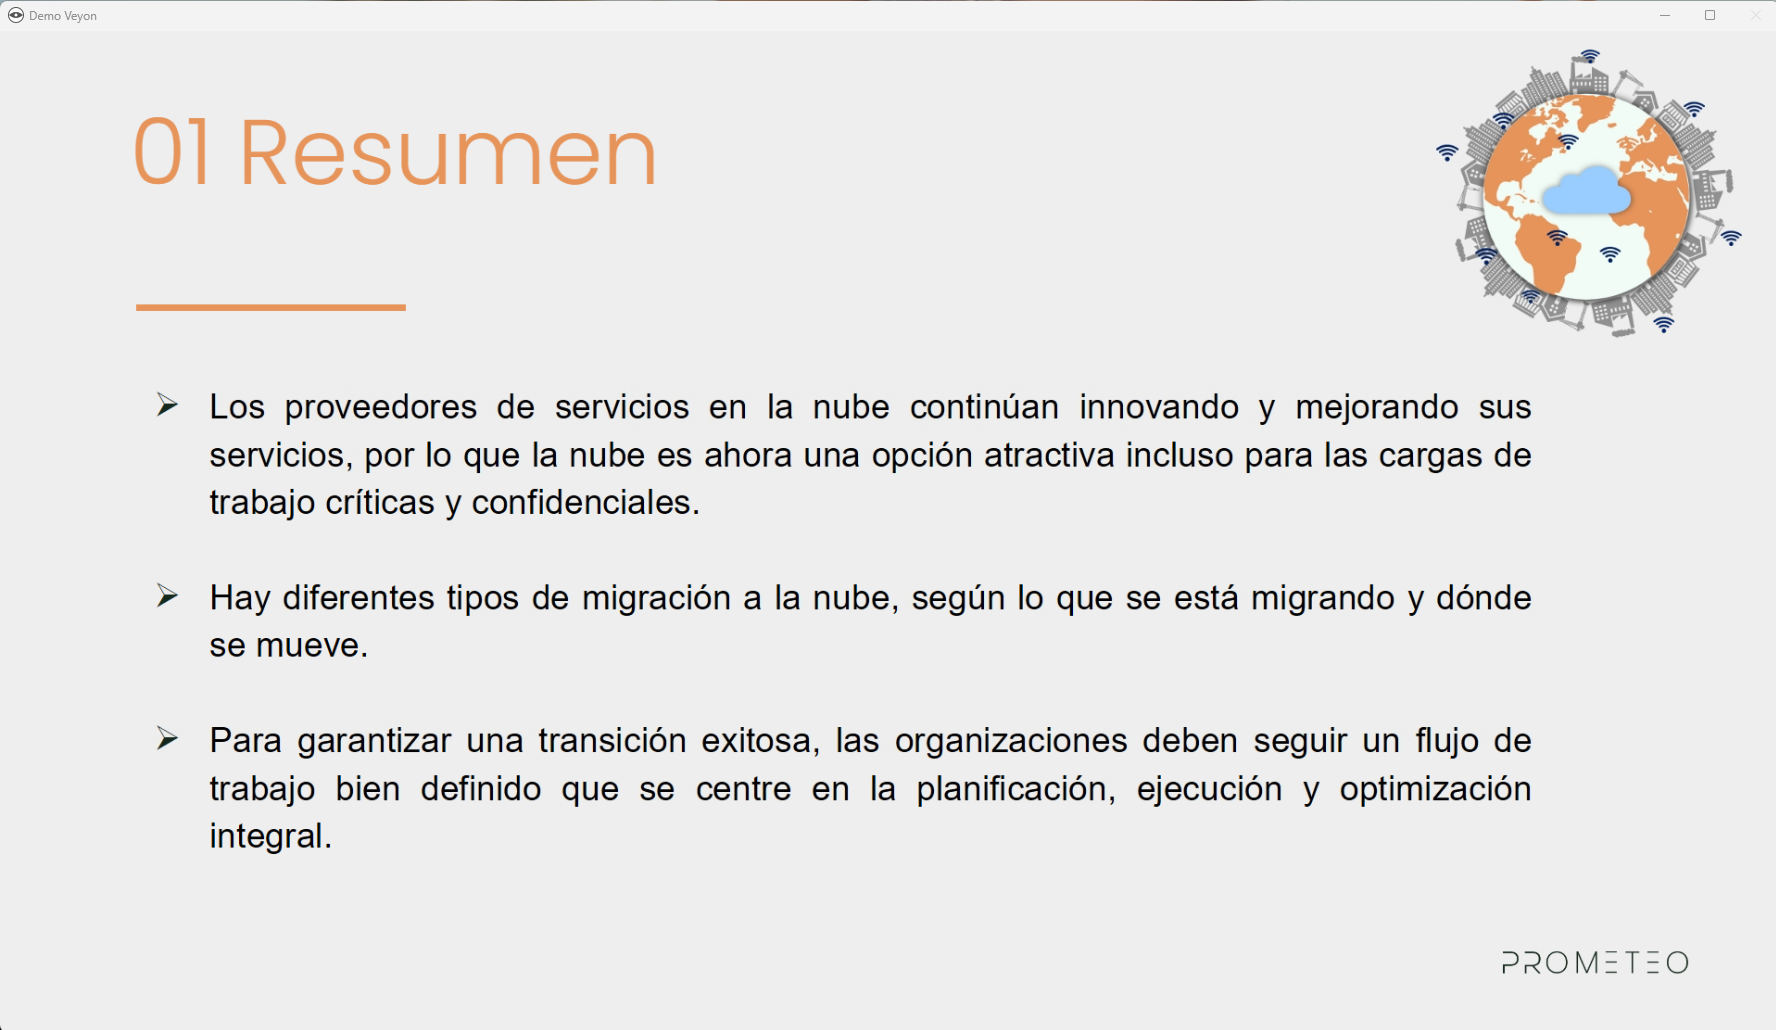 Demo Veyon
01 Resumen
Los proveedores de servicios en la nube continúan innovando y mejorando sus
servicios, por lo que la nube es ahora una opción atractiva incluso para las cargas de
trabajo críticas y confidenciales.
Hay diferentes tipos de migración a la nube, según lo que se está migrando y dónde
se mueve.
Para garantizar una transición exitosa, las organizaciones deben seguir un flujo de
trabajo bien definido que se centre en la planificación, ejecución y optimización
integral.
PROMETEO